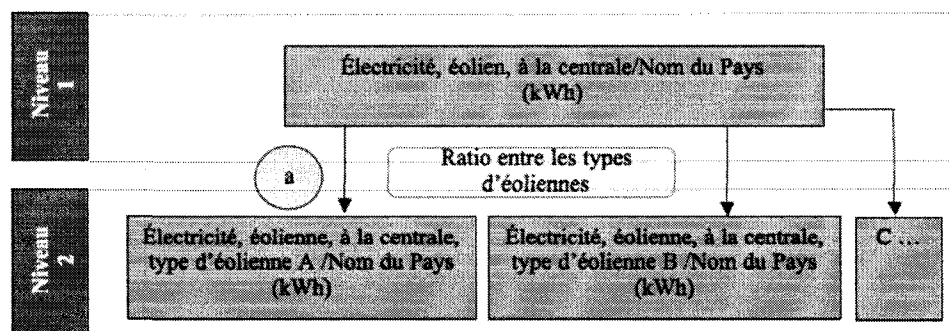 Niveau
1
Électricité, éolien, à la centrale/Nom du Pays
(kWh)
a
Ratio entre les types
d'éoliennes
Niveau
2
Électricité, éolienne, à la centrale,
type d'éolienne A /Nom du Pays
(kWh)
Électricité, éolienne, à la centrale,
type d'éolienne B /Nom du Pays
(kWh)
C ...